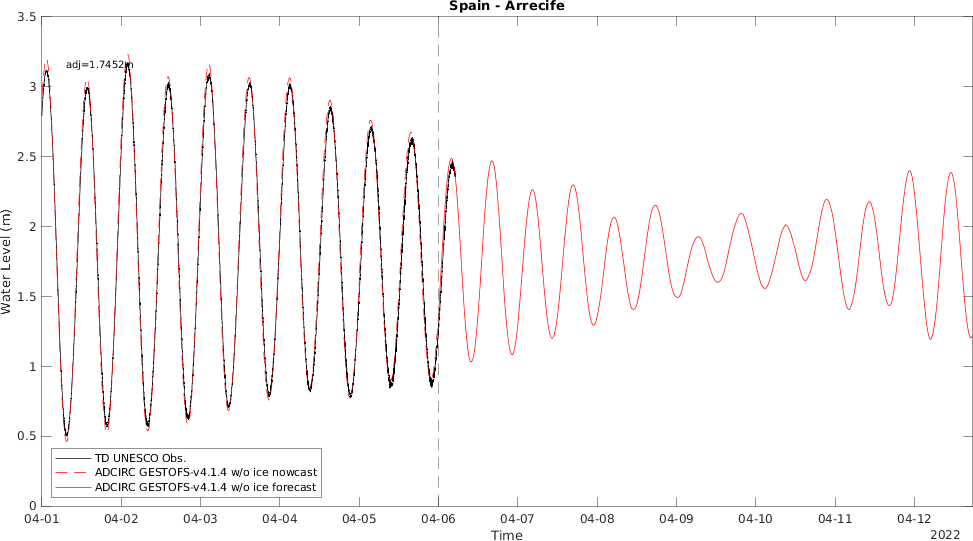 Spain - Arrecife
3.5
3
2.5
2
1.5
1
0.5
0
Water Level (m)
adj=1.7452m
TD UNESCO Obs.
ADCIRC GESTOFS-v4.1.4 w/o ice nowcast
ADCIRC GESTOFS-v4.1.4 w/o ice forecast
04-01 04-02 04-03 04-04 04-05 04-06 04-07 04-08 04-09 04-10 04-11 04-12
Time
2022